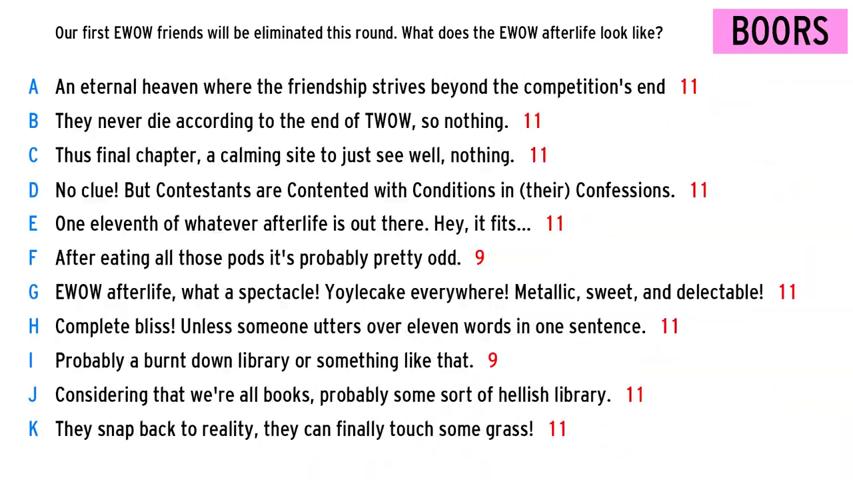 Our first EWOW friends will be eliminated this round. What does the EWOW afterlife look like?
BOORS
A An eternal heaven where the friendship strives beyond the competition's end 11
B They never die according to the end of TWOW, so nothing. 11
C Thus final chapter, a calming site to just see well, nothing. 11
D No clue! But Contestants are Contented with Conditions in (their) Confessions. 11
E One eleventh of whatever afterlife is out there. Hey, it fits... 11
F After eating all those pods it's probably pretty odd. 9
G EWOW afterlife, what a spectacle! Yoylecake everywhere! Metallic, sweet, and delectable! 11
H Complete bliss! Unless someone utters over eleven words in one sentence. 11
I Probably a burnt down library or something like that. 9
J Considering that we're all books, probably some sort of hellish library. 11
K They snap back to reality, they can finally touch some grass! 11